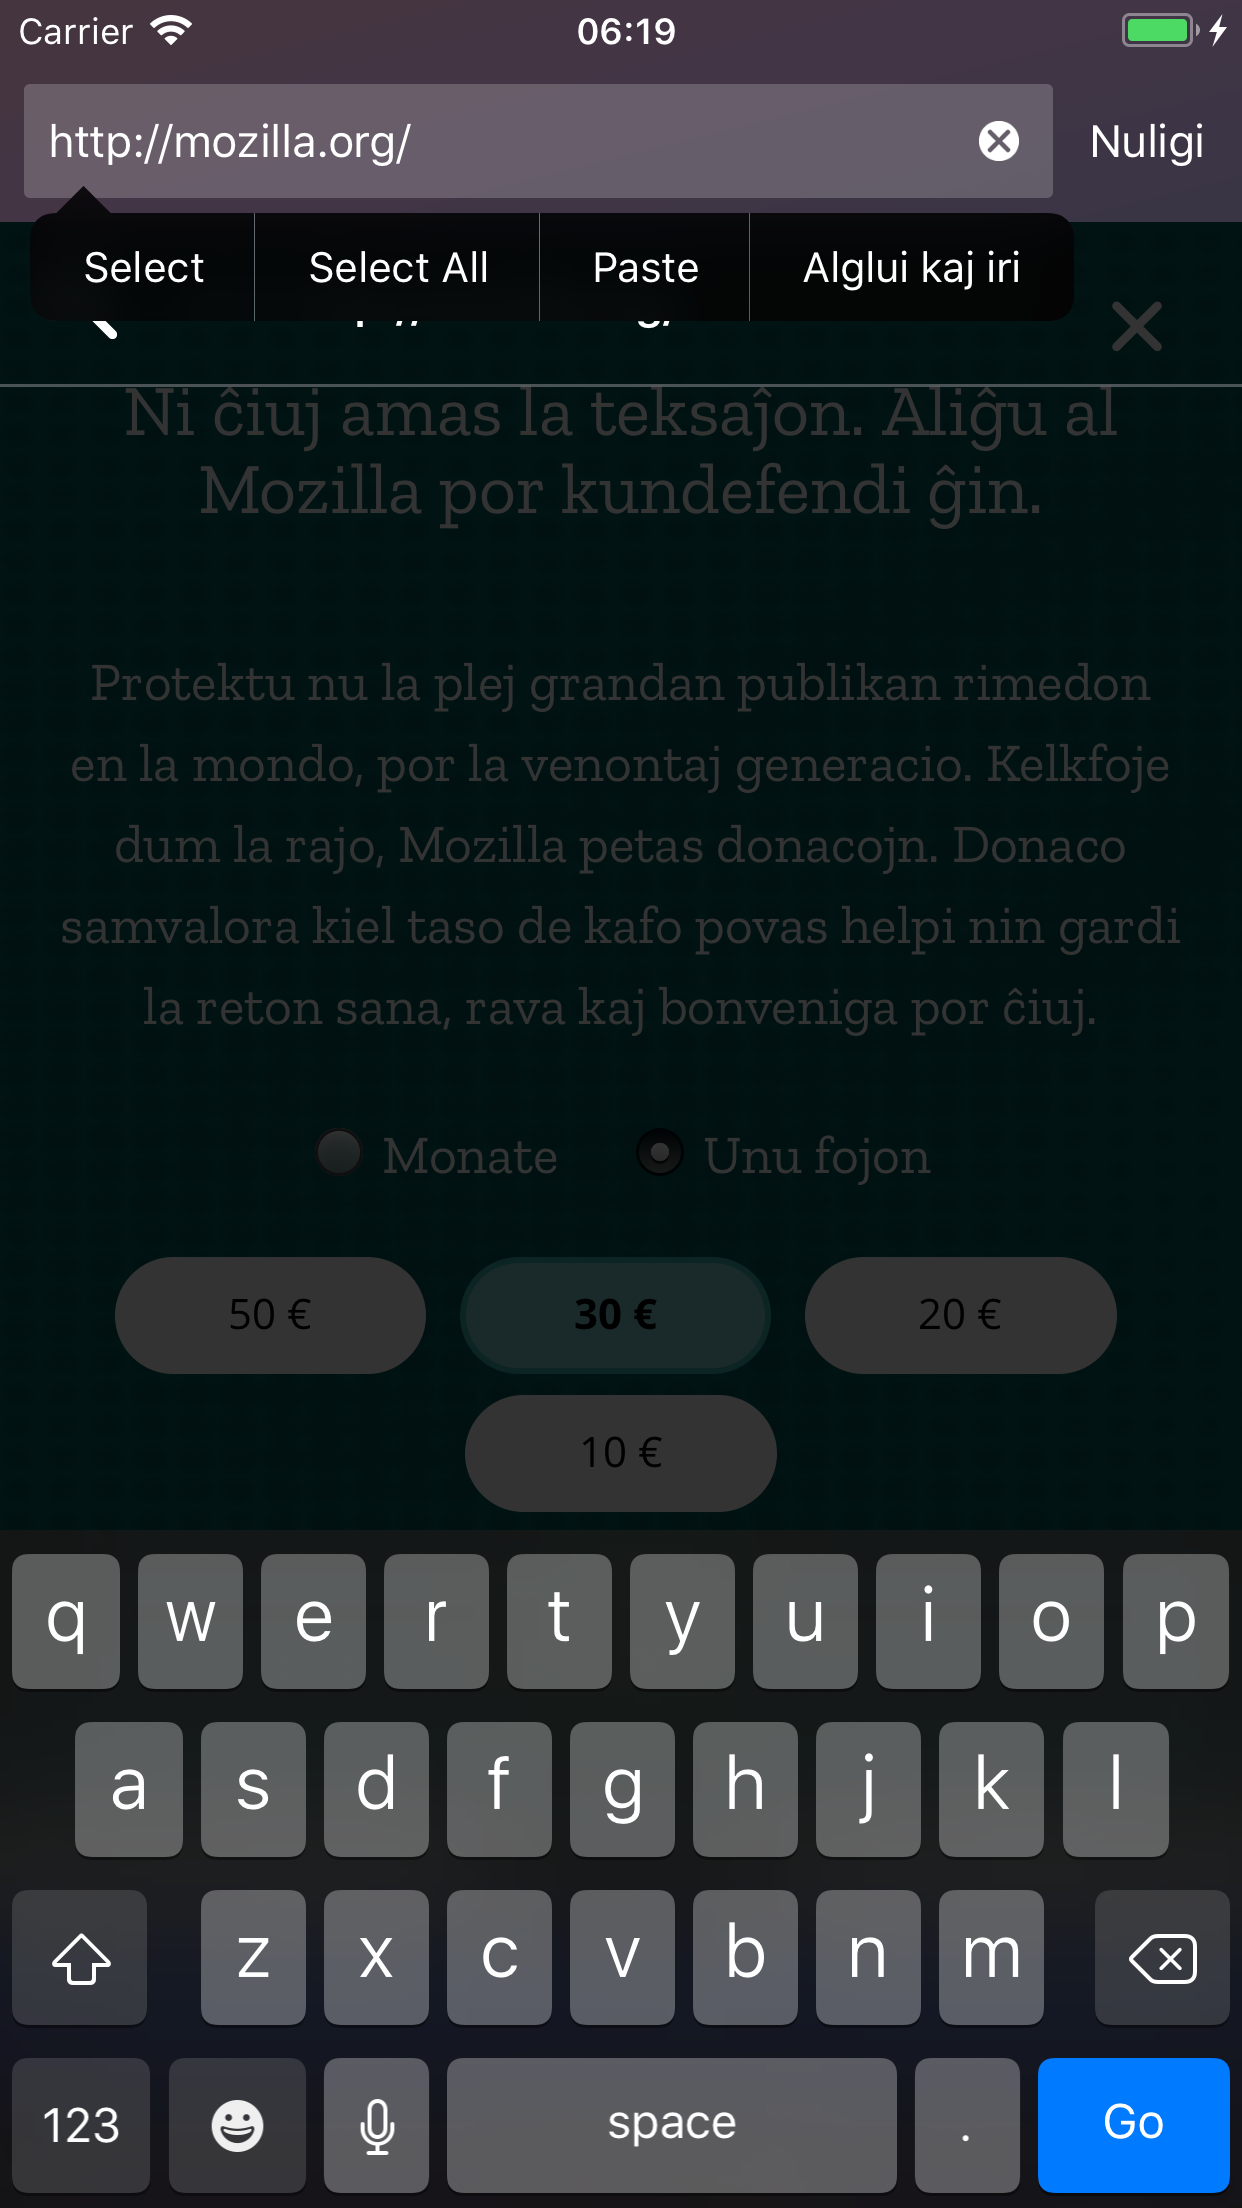 Carrier 06:19
http://mozilla.org/ Nuligi
Select Select All Paste Alglui kaj iri
Ni ĉiuj amas la teksaĵon. Aliĝu al
Mozilla por kundefendi ĝin.
Protektu nu la plej grandan publikan rimedon
en la mondo, por la venontaj generacio. Kelkfoje
dum la rajo, Mozilla petas donacojn. Donaco
samvalora kiel taso de kafo povas helpi nin gardi
la reton sana, rava kaj bonveniga por ĉiuj.
Monate Unu fojon
50 € 30 € 20 €
10 €
q w e r t y u i o p
a s d f g h j k l
z x c v b n m
123 space . Go